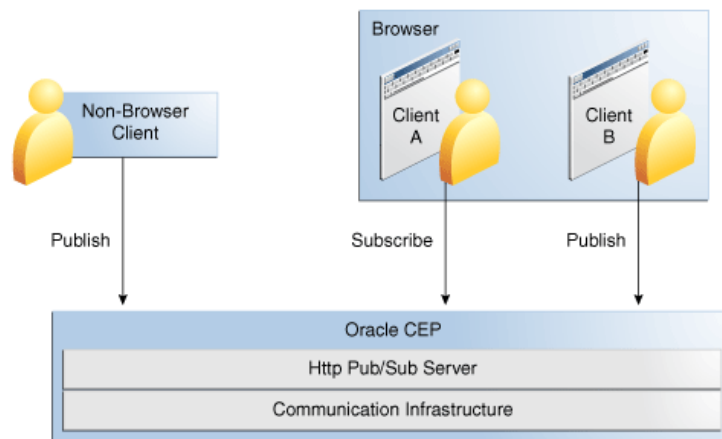 Browser
Non-Browser
Client
Client
A
Client
B
Publish
Subscribe
Publish
Oracle CEP
Http Pub/Sub Server
Communication Infrastructure